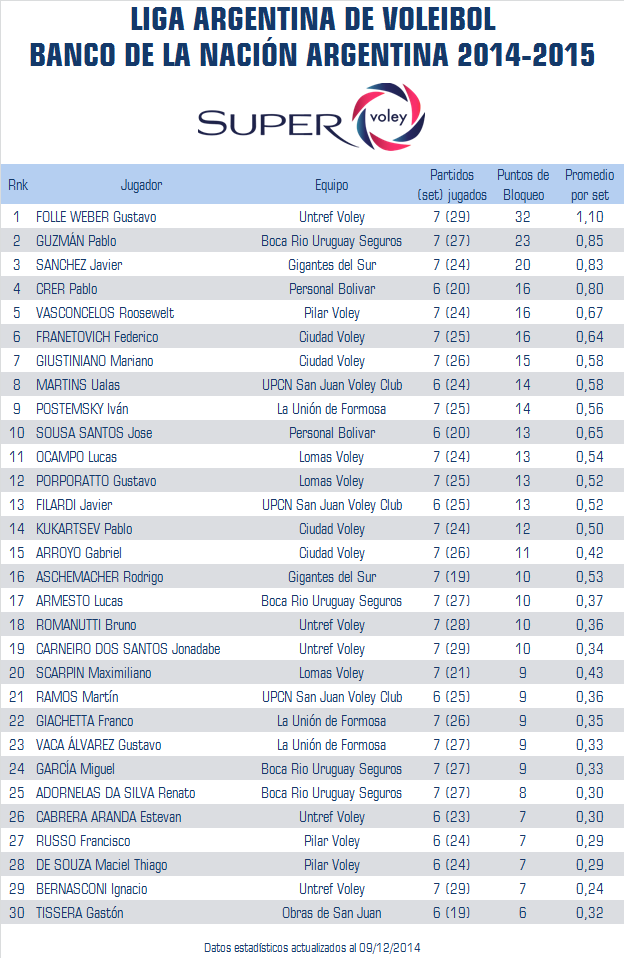 LIGA ARGENTINA DE VOLEIBOL
BANCO DE LA NACIÓN ARGENTINA 2014-2015
SUPER voley
Rnk Jugador Equipo Partidos (set) jugados Puntos de Bloqueo Promedio por set
1 FOLLE WEBER Gustavo Untref Voley 7 (29) 32 1,10
2 GUZMÁN Pablo Boca Rio Uruguay Seguros 7 (27) 23 0,85
3 SANCHEZ Javier Gigantes del Sur 7 (24) 20 0,83
4 CRER Pablo Personal Bolivar 6 (20) 16 0,80
5 VASCONCELOS Roosewelt Pilar Voley 7 (24) 16 0,67
6 FRANETOVICH Federico Ciudad Voley 7 (25) 16 0,64
7 GIUSTINIANO Mariano Ciudad Voley 7 (26) 15 0,58
8 MARTINS Ualas UPCN San Juan Voley Club 6 (24) 14 0,58
9 POSTEMSKY Iván La Unión de Formosa 7 (25) 14 0,56
10 SOUSA SANTOS Jose Personal Bolivar 6 (20) 13 0,65
11 OCAMPO Lucas Lomas Voley 7 (24) 13 0,54
12 PORPORATTO Gustavo Lomas Voley 7 (25) 13 0,52
13 FILARDI Javier UPCN San Juan Voley Club 6 (25) 13 0,52
14 KUKARTSEV Pablo Ciudad Voley 7 (24) 12 0,50
15 ARROYO Gabriel Ciudad Voley 7 (26) 11 0,42
16 ASCHEMACHER Rodrigo Gigantes del Sur 7 (19) 10 0,53
17 ARMESTO Lucas Boca Rio Uruguay Seguros 7 (27) 10 0,37
18 ROMANUTTI Bruno Untref Voley 7 (28) 10 0,36
19 CARNEIRO DOS SANTOS Jonadabe Untref Voley 7 (29) 10 0,34
20 SCARPIN Maximiliano Lomas Voley 7 (21) 9 0,43
21 RAMOS Martín UPCN San Juan Voley Club 6 (25) 9 0,36
22 GIACHETTA Franco La Unión de Formosa 7 (26) 9 0,35
23 VACA ÁLVAREZ Gustavo La Unión de Formosa 7 (27) 9 0,33
24 GARCÍA Miguel Boca Rio Uruguay Seguros 7 (27) 9 0,33
25 ADORNELAS DA SILVA Renato Boca Rio Uruguay Seguros 7 (27) 8 0,30
26 CABRERA ARANDA Estevan Untref Voley 6 (23) 7 0,30
27 RUSSO Francisco Pilar Voley 6 (24) 7 0,29
28 DE SOUZA Maciel Thiago Pilar Voley 6 (24) 7 0,29
29 BERNASCONI Ignacio Untref Voley 7 (29) 7 0,24
30 TISSERA Gastón Obras de San Juan 6 (19) 6 0,32
Datos estadísticos actualizados al 09/12/2014